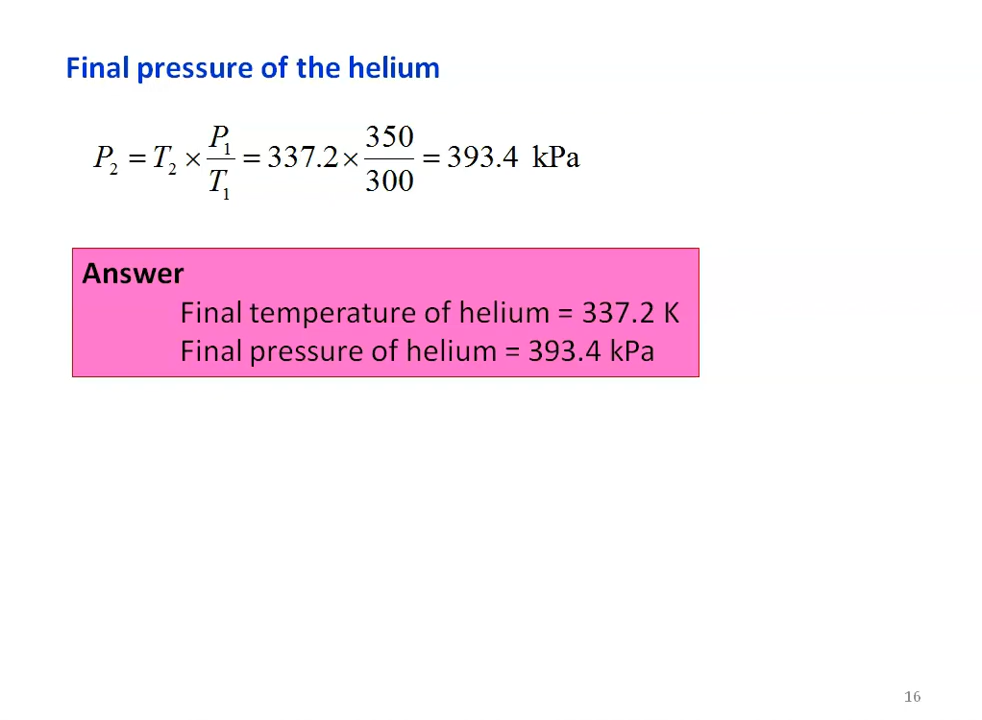 Final pressure of the helium
P₂ = T₂ × P₁/T₁ = 337.2 × 350/300 = 393.4 kPa
Answer
Final temperature of helium = 337.2 K
Final pressure of helium = 393.4 kPa
16